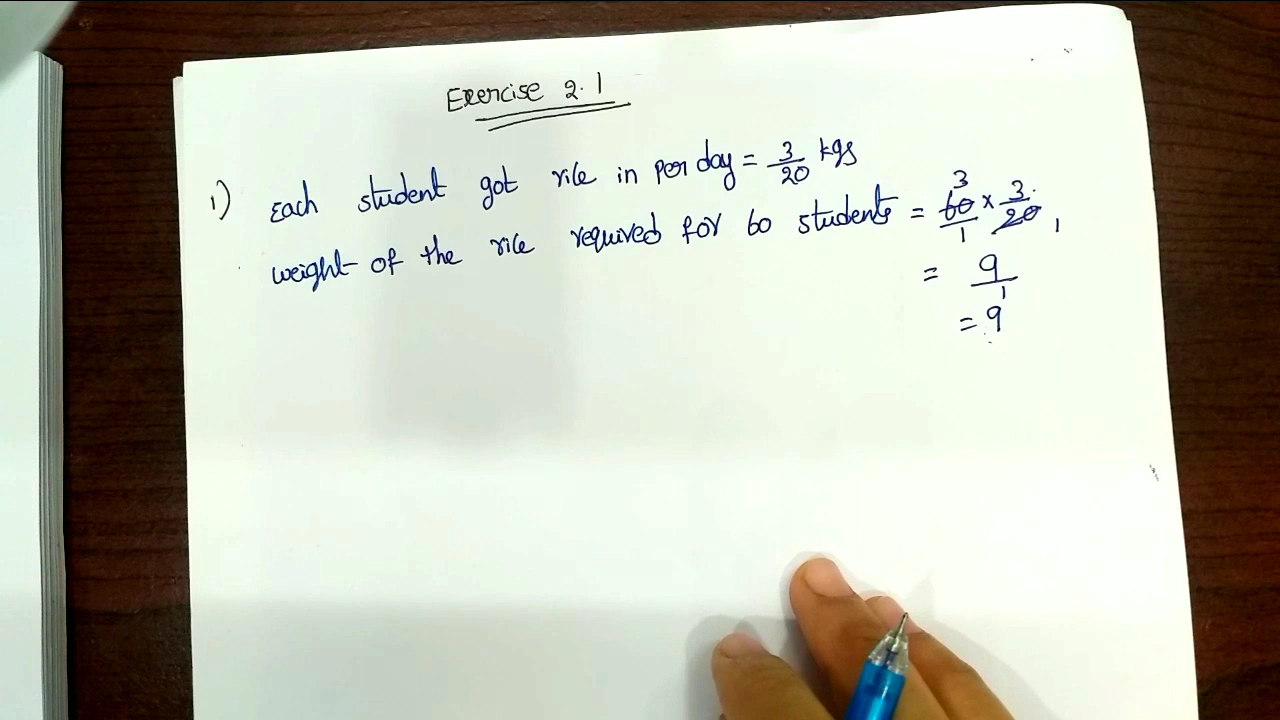 Exercise 2.1
1) Each student got rice in per day = 3/20 kgs
weight of the rice required for 60 students = 60/1 3 × 3/20 1
= 9/1
= 9